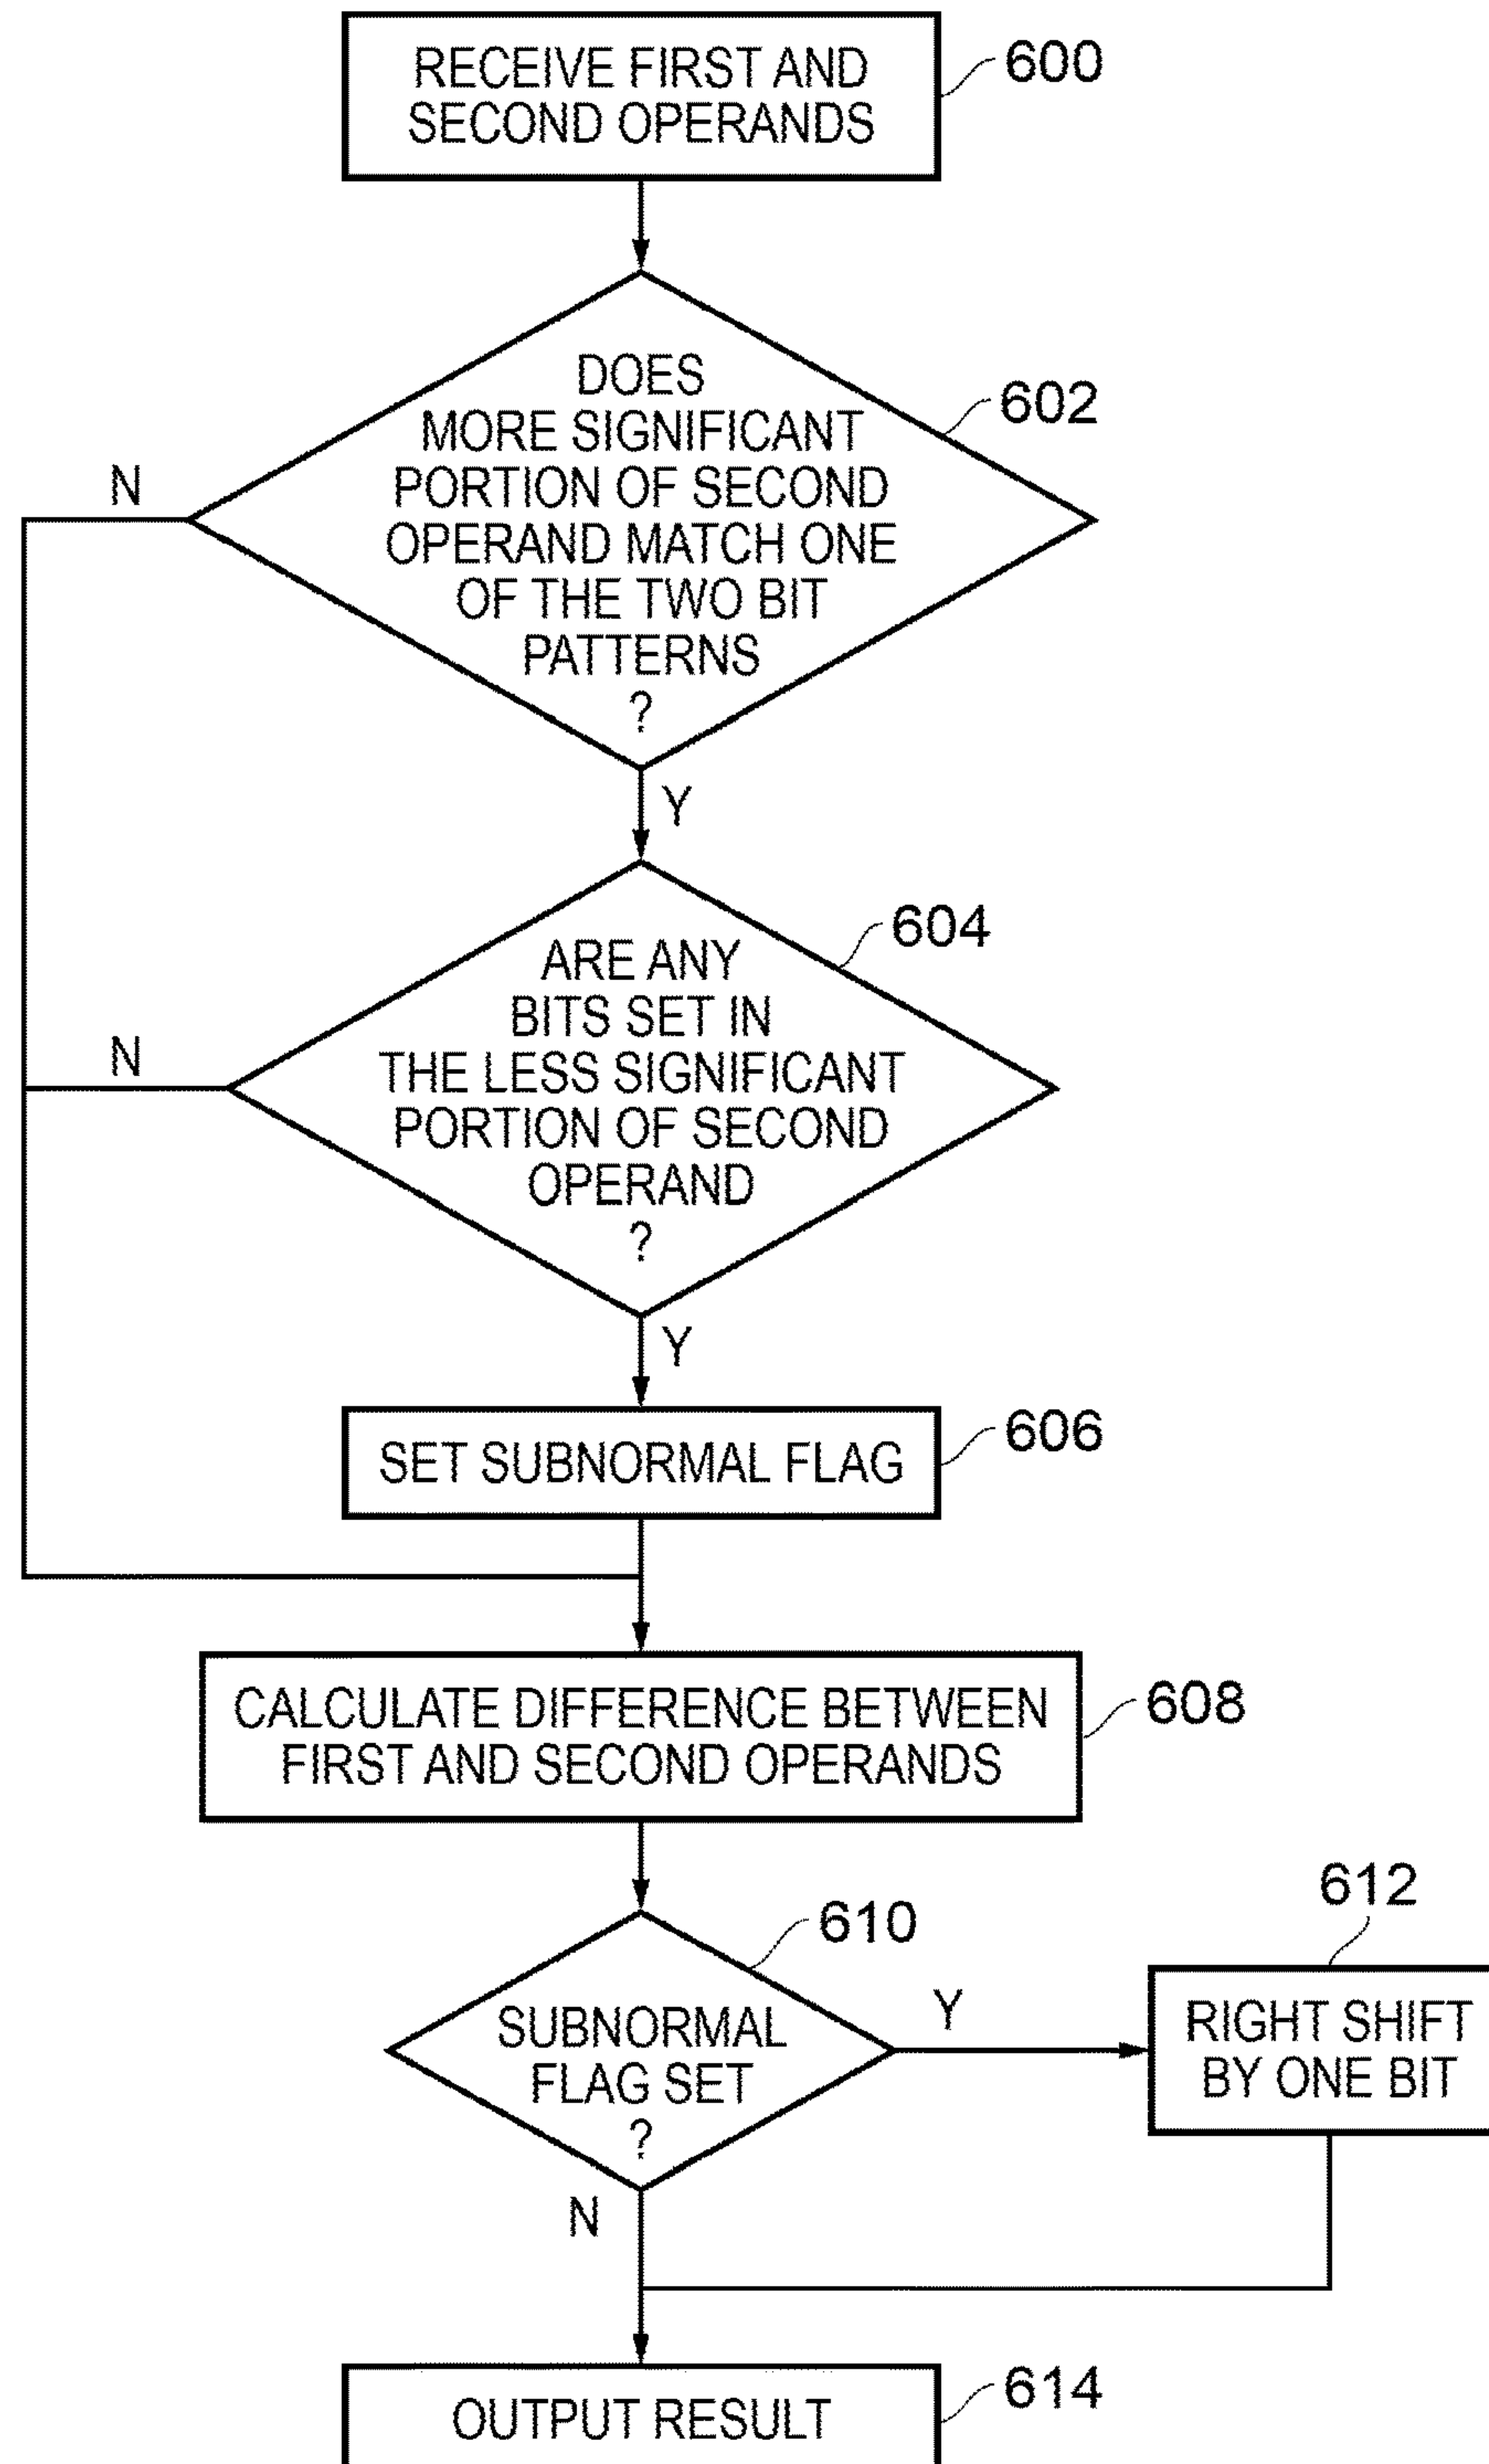 RECEIVE FIRST AND
SECOND OPERANDS
600
DOES
MORE SIGNIFICANT
PORTION OF SECOND
OPERAND MATCH ONE
OF THE TWO BIT
PATTERNS
?
602
N
Y
ARE ANY
BITS SET IN
THE LESS SIGNIFICANT
PORTION OF SECOND
OPERAND
?
604
N
Y
SET SUBNORMAL FLAG
606
CALCULATE DIFFERENCE BETWEEN
FIRST AND SECOND OPERANDS
608
SUBNORMAL
FLAG SET
?
610
Y
RIGHT SHIFT
BY ONE BIT
612
N
OUTPUT RESULT
614